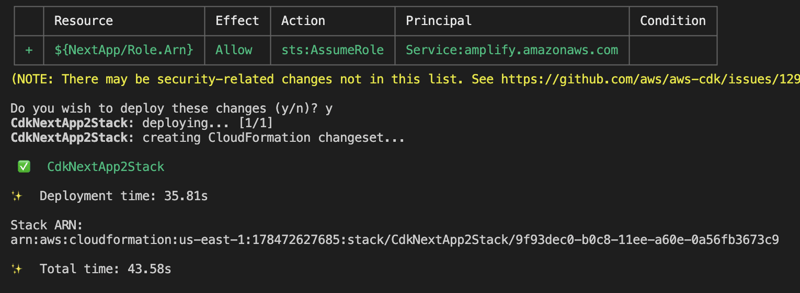 Resource Effect Action Principal Condition
+ ${NextApp/Role.Arn} Allow sts:AssumeRole Service:amplify.amazonaws.com
(NOTE: There may be security-related changes not in this list. See https://github.com/aws/aws-cdk/issues/129
Do you wish to deploy these changes (y/n)? y
CdkNextApp2Stack: deploying... [1/1]
CdkNextApp2Stack: creating CloudFormation changeset...
✅ CdkNextApp2Stack
✨ Deployment time: 35.81s
Stack ARN:
arn:aws:cloudformation:us-east-1:178472627685:stack/CdkNextApp2Stack/9f93dec0-b0c8-11ee-a60e-0a56fb3673c9
✨ Total time: 43.58s